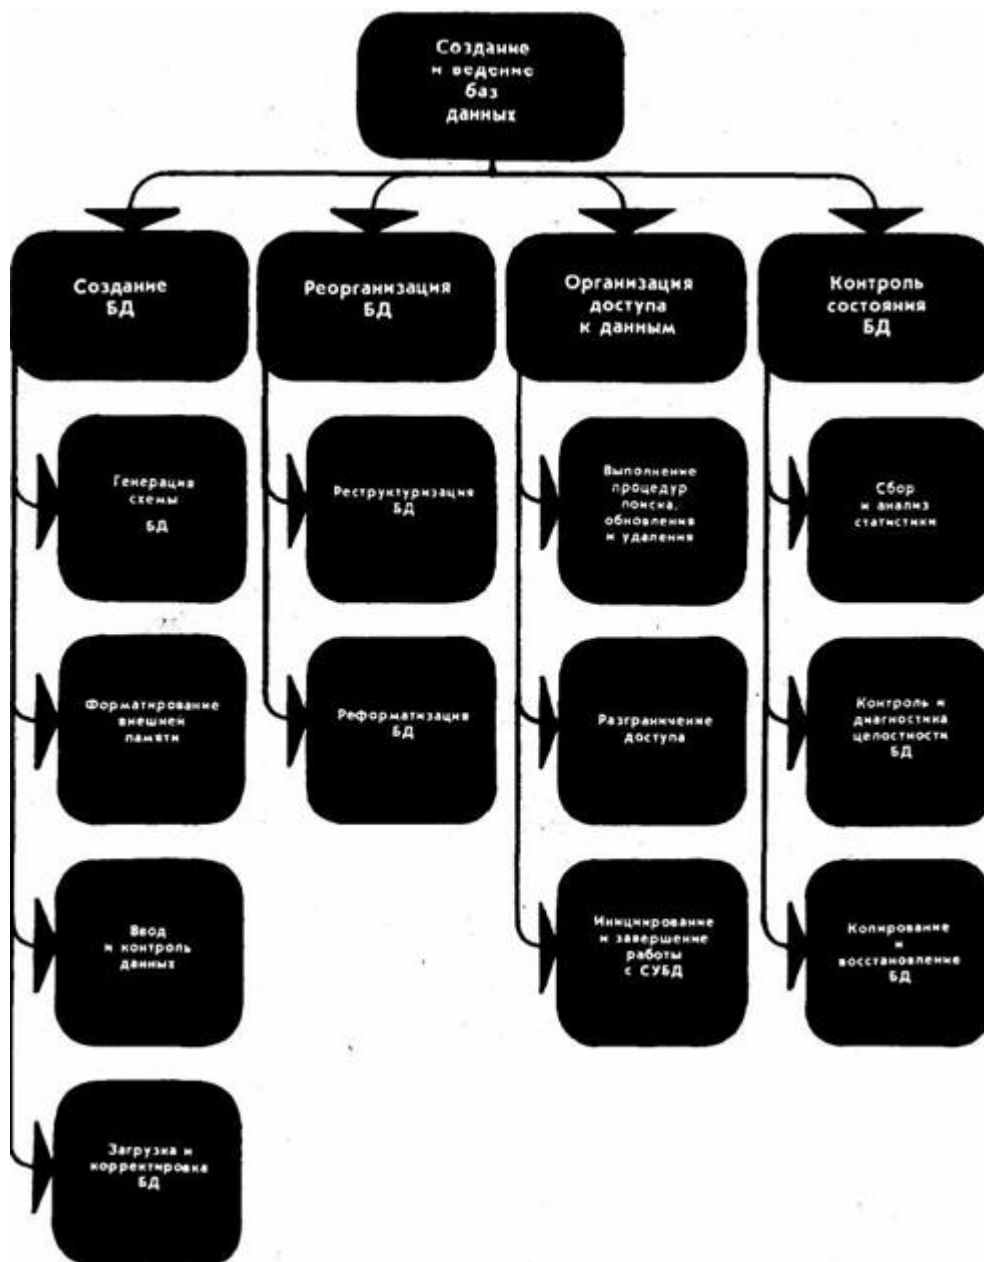 Создание
и ведение
баз
данных
Создание
БД
Реорганизация
БД
Организация
доступа
к данным
Контроль
состояния
БД
Генерация
схемы
БД
Реструктуризация
БД
Выполнение
процедур
поиска,
обновления
и удаления
Сбор
и анализ
статистики
Форматирование
внешней
памяти
Реформатизация
БД
Разграничение
доступа
Контроль и
диагностика
целостности
БД
Ввод
и контроль
данных
Инициирование
и завершение
работы
с СУБД
Копирование
и
восстановление
БД
Загрузка и
корректировка
БД